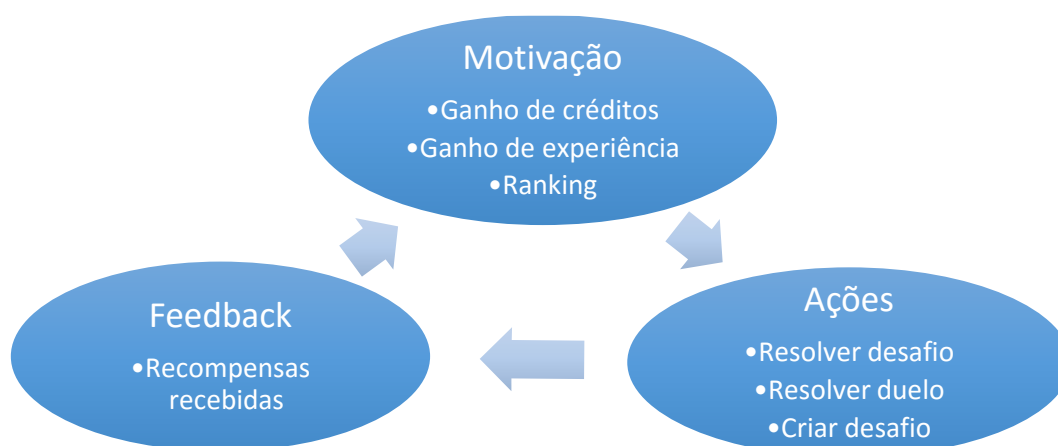 Motivação
•Ganho de créditos
•Ganho de experiência
•Ranking
Feedback
•Recompensas
recebidas
Ações
•Resolver desafio
•Resolver duelo
•Criar desafio